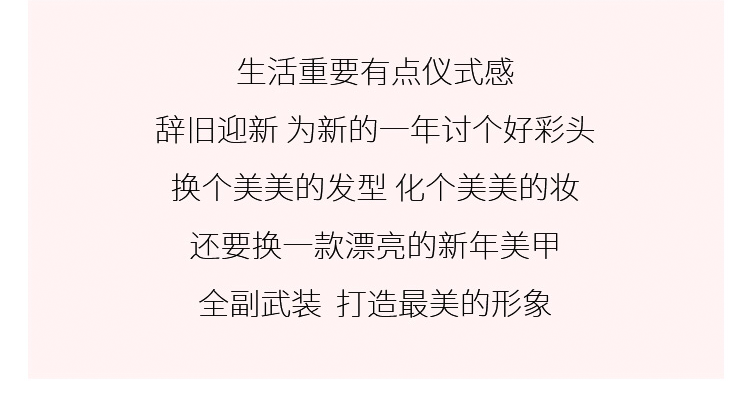 生活重要有点仪式感
辞旧迎新 为新的一年讨个好彩头
换个美美的发型 化个美美的妆
还要换一款漂亮的新年美甲
全副武装 打造最美的形象